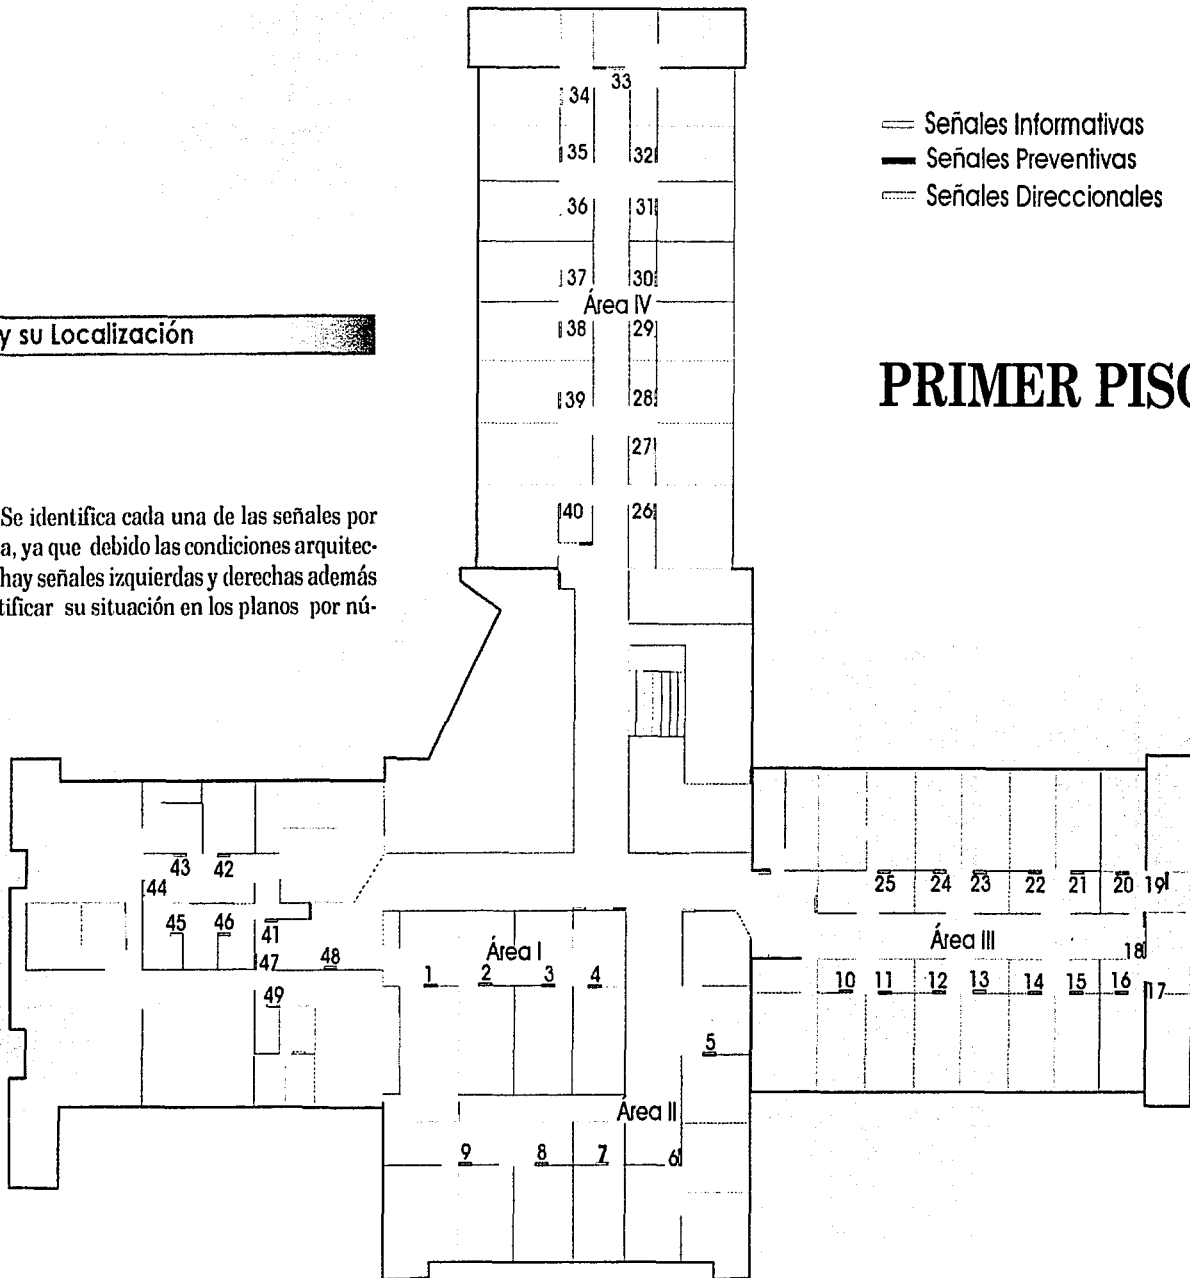 33
34
35 32
36 31
37 30
Área IV
38 29
39 28
27
40 26
Señales Informativas
Señales Preventivas
Señales Direccionales
y su Localización
PRIMER PISO
Se identifica cada una de las señales por
a, ya que debido las condiciones arquitec-
hay señales izquierdas y derechas además
tificar su situación en los planos por nú-
43 42
44
45 46
41
47 48
49
Área I
1 2 3 4
5
Área II
9 8 7 6
25 24 23 22 21 20 19
Área III
18
10 11 12 13 14 15 16 17